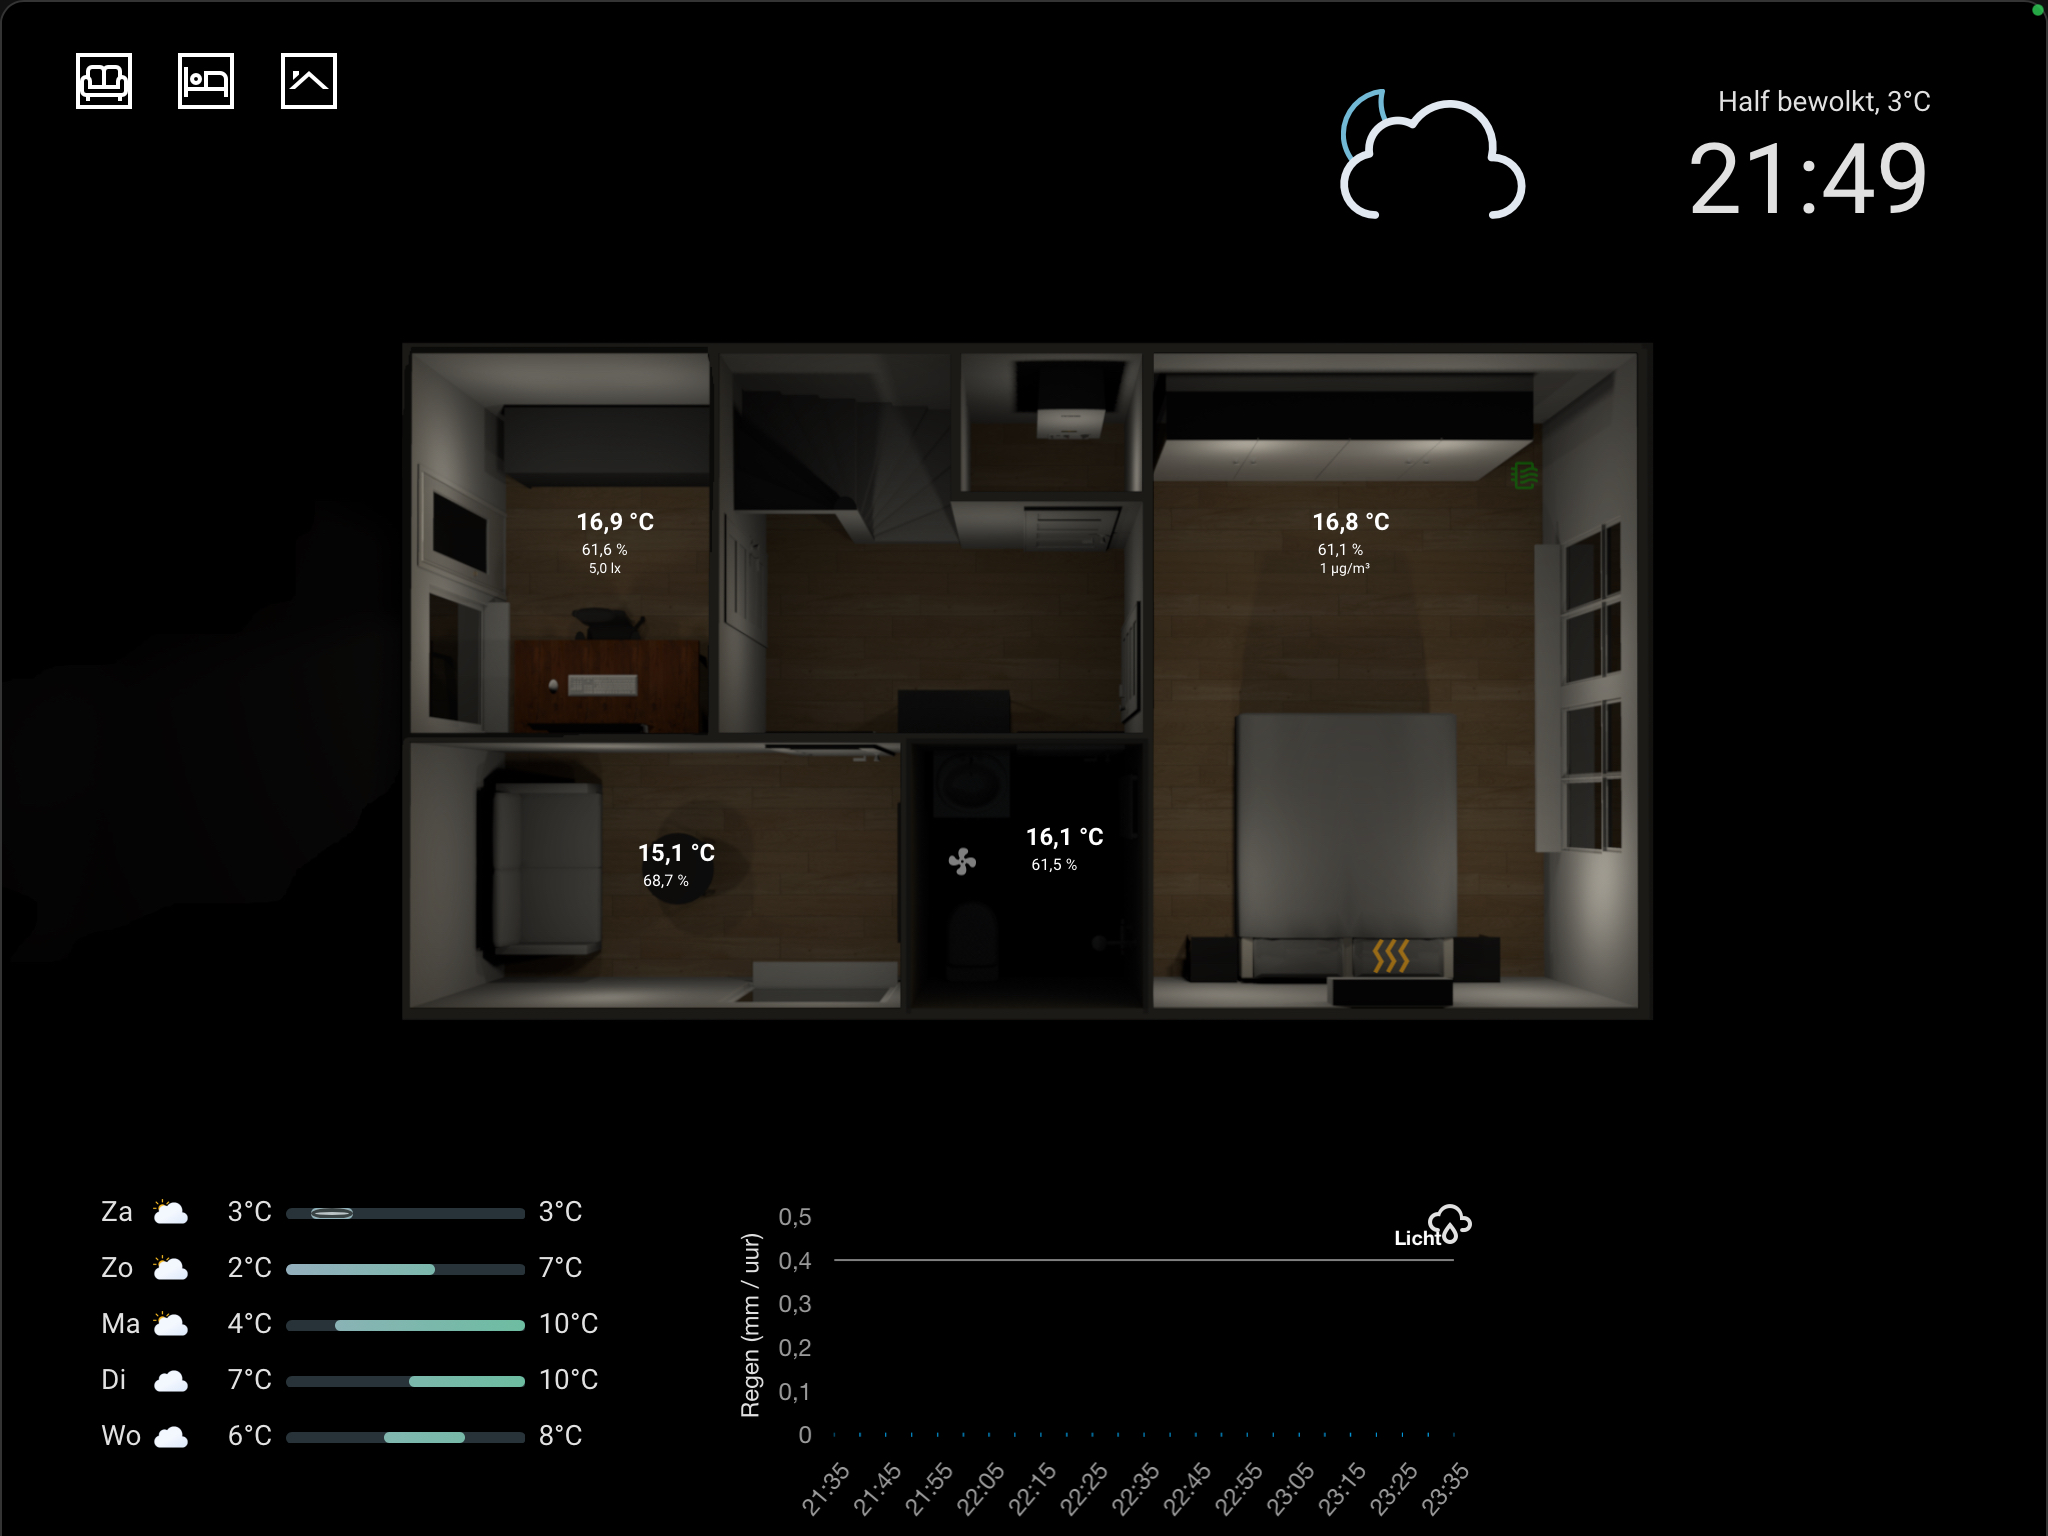 Half bewolkt, 3°C
21:49
16,9 °C
61,6 %
5,0 lx
16,8 °C
61,1 %
1 µg/m³
15,1 °C
68,7 %
16,1 °C
61,5 %
Za 3°C 3°C
Zo 2°C 7°C
Ma 4°C 10°C
Di 7°C 10°C
Wo 6°C 8°C
Regen (mm / uur)
0,5
0,4
0,3
0,2
0,1
0
Licht
21:35 21:45 21:55 22:05 22:15 22:25 22:35 22:45 22:55 23:05 23:15 23:25 23:35